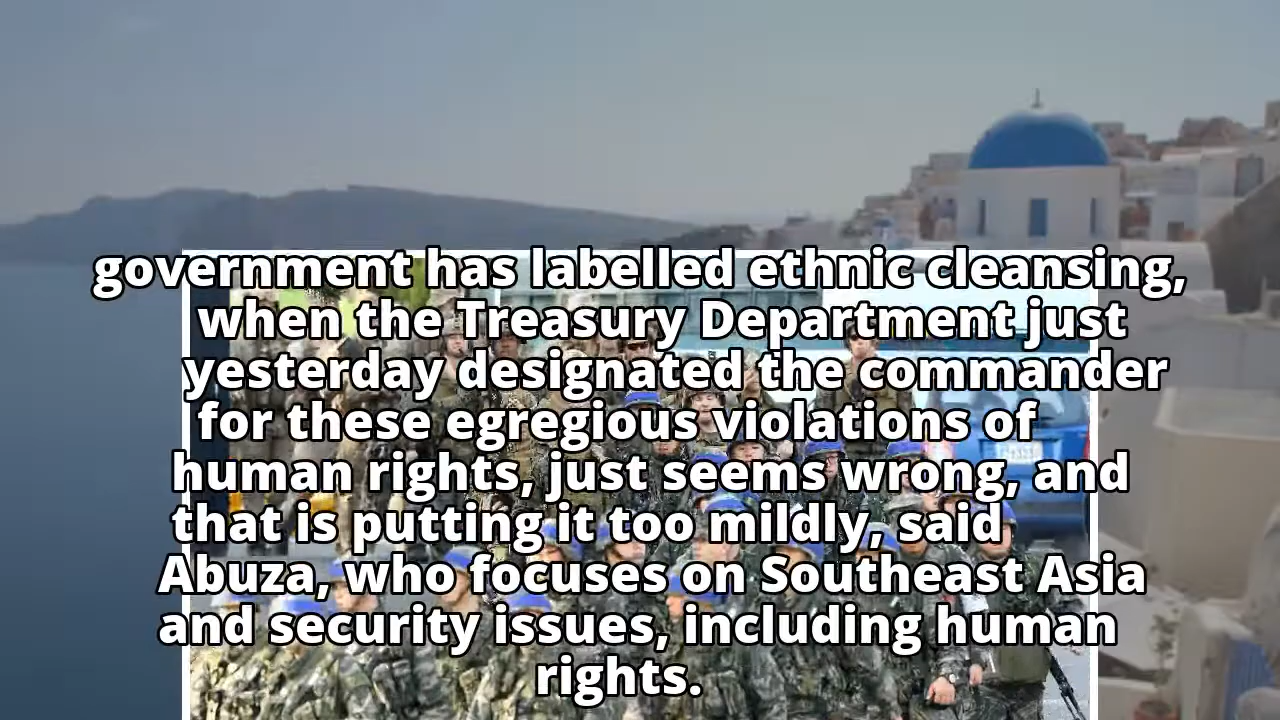 government has labelled ethnic cleansing,
when the Treasury Department just
yesterday designated the commander
for these egregious violations of
human rights, just seems wrong, and
that is putting it too mildly, said
Abuza, who focuses on Southeast Asia
and security issues, including human
rights.